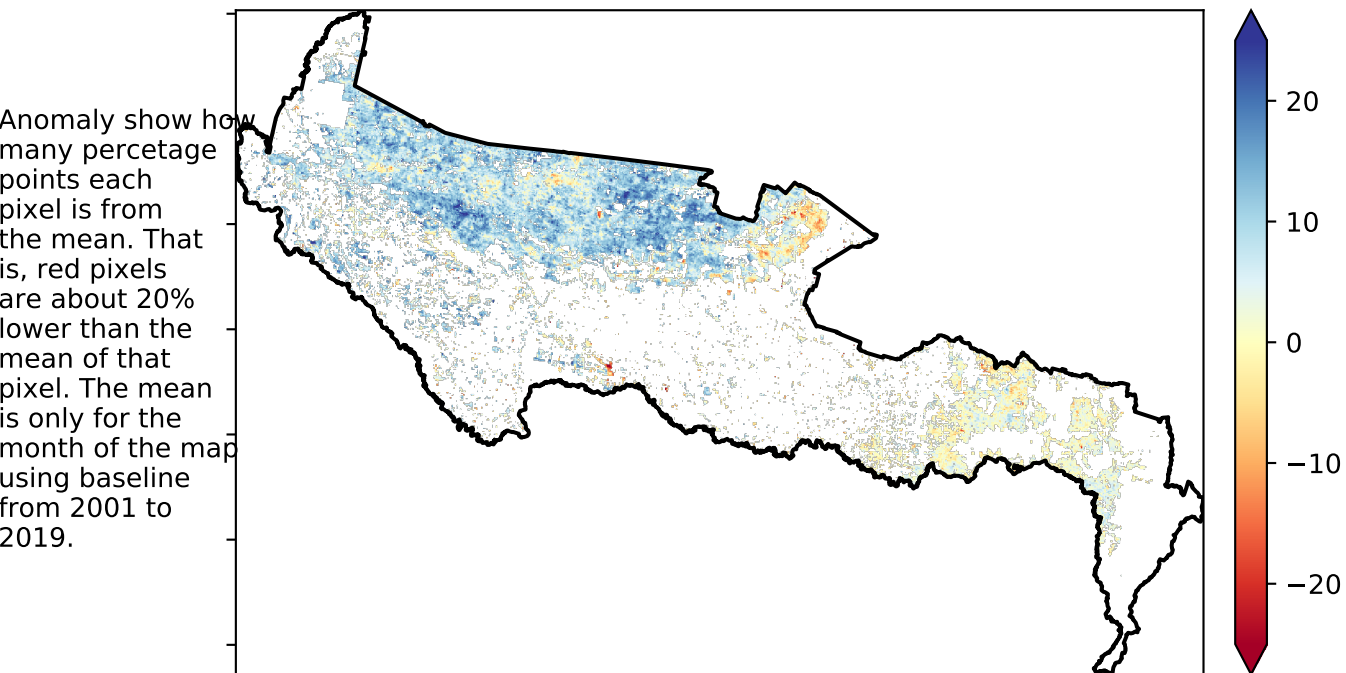 Anomaly show how
many percetage
points each
pixel is from
the mean. That
is, red pixels
are about 20%
lower than the
mean of that
pixel. The mean
is only for the
month of the map
using baseline
from 2001 to
2019.
20
10
0
−10
−20